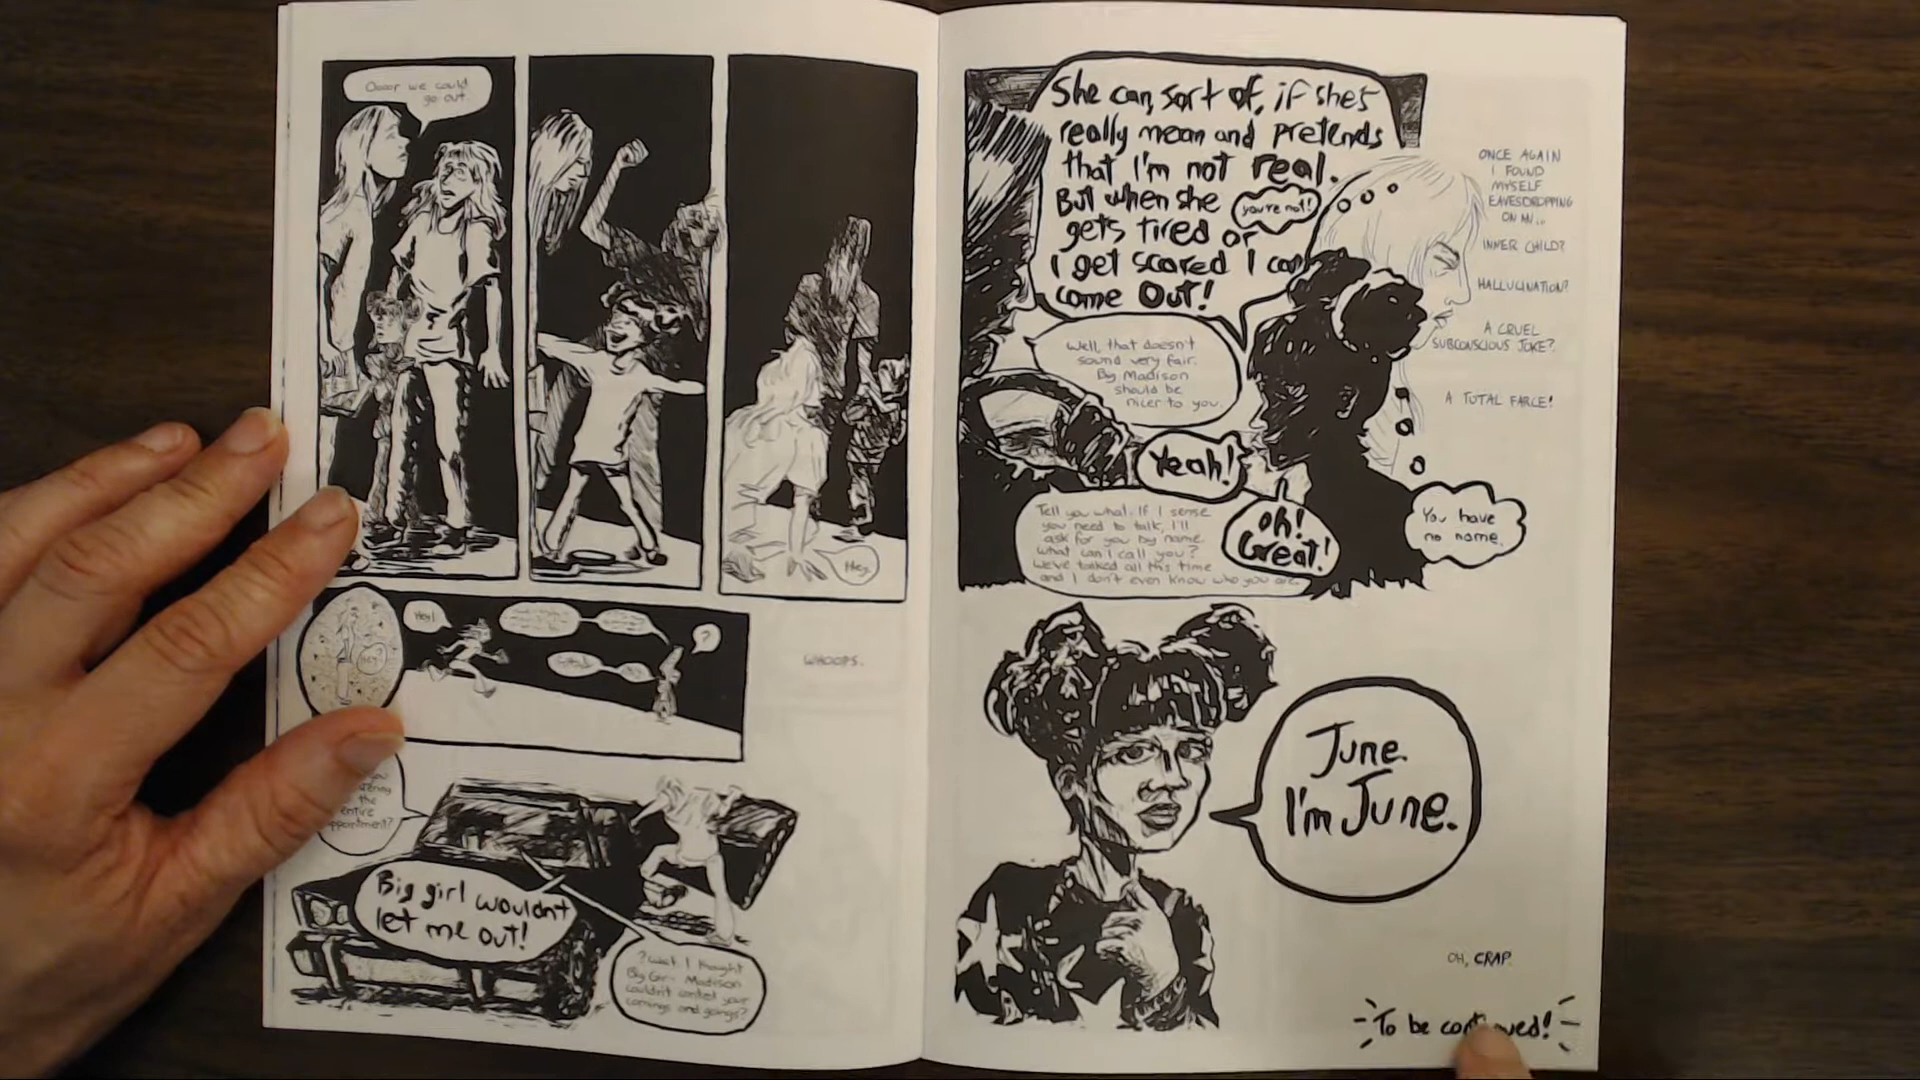 Oooor we could
go out.
Hey.
Hey!
Hey!
?
WHOOPS.
you
the
entire
appointment?
Big girl wouldn't
let me out!
? Wait. I thought
Big Girl Madison
couldn't control your
comings and goings?
She can, sort of, if she's
really mean and pretends
that I'm not real.
But when she
gets tired or
I get scared I can
come OUT!
you're not!
ONCE AGAIN
I FOUND
MYSELF
EAVESDROPPING
ON MY...
INNER CHILD?
HALLUCINATION?
A CRUEL
SUBCONSCIOUS JOKE?
A TOTAL FARCE!
Well, that doesn't
sound very fair.
Big Madison
should be
nicer to you.
Yeah!
Tell you what. If I sense
you need to talk, I'll
ask for you by name.
What can I call you?
We've talked all this time
and I don't even know who you are.
Oh!
Great!
You have
no name.
June.
I'm June.
OH, CRAP.
To be continued!